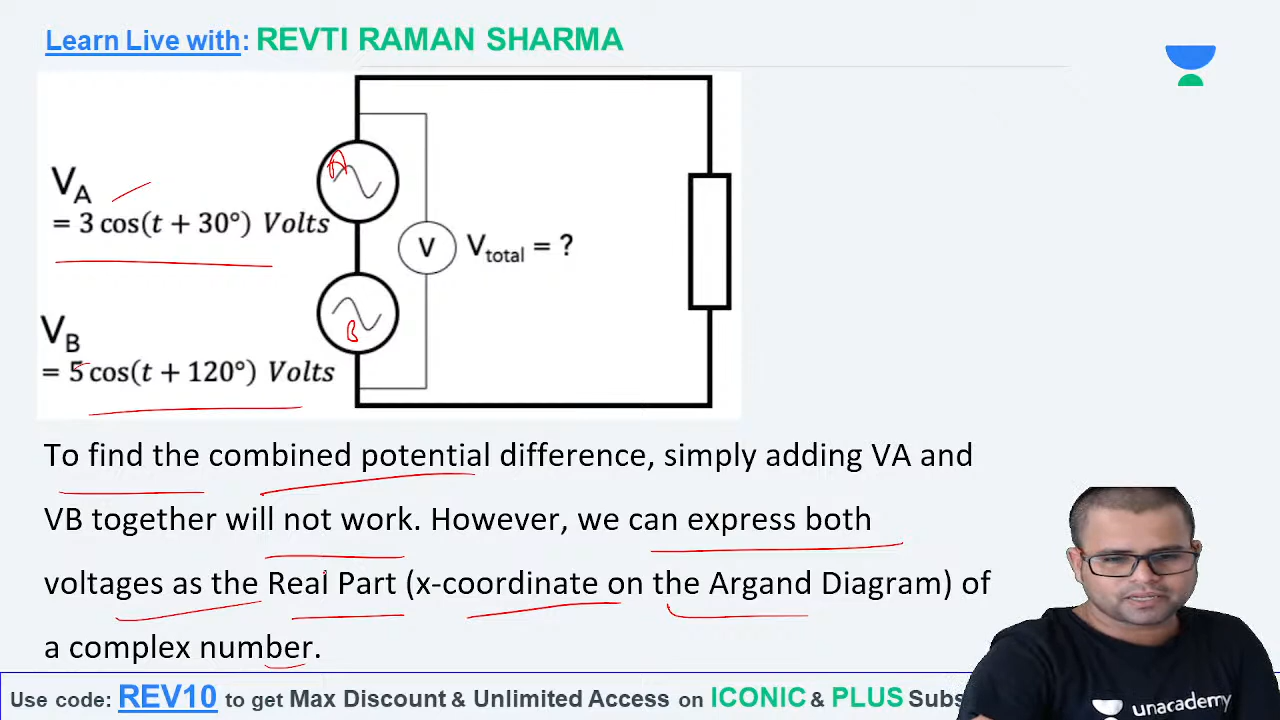 Learn Live with: REVTI RAMAN SHARMA
A
V_A
= 3 cos(t + 30°) Volts
V
V_total = ?
V_B
B
= 5 cos(t + 120°) Volts
To find the combined potential difference, simply adding VA and
VB together will not work. However, we can express both
voltages as the Real Part (x-coordinate on the Argand Diagram) of
a complex number.
unacademy
Use code: REV10 to get Max Discount & Unlimited Access on ICONIC & PLUS Subs